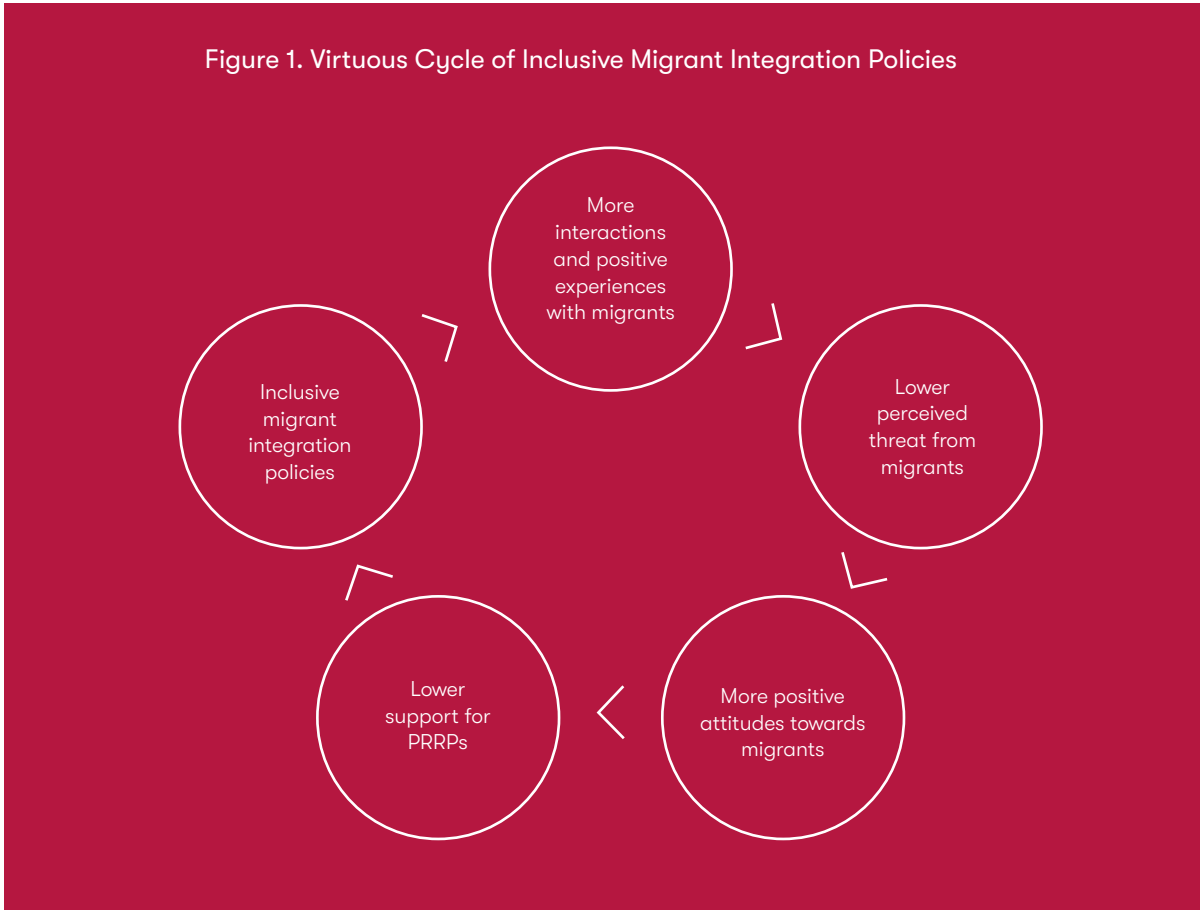 Figure 1. Virtuous Cycle of Inclusive Migrant Integration Policies
More
interactions
and positive
experiences
with migrants
Lower
perceived
threat from
migrants
More positive
attitudes towards
migrants
Lower
support for
PRRPs
Inclusive
migrant
integration
policies